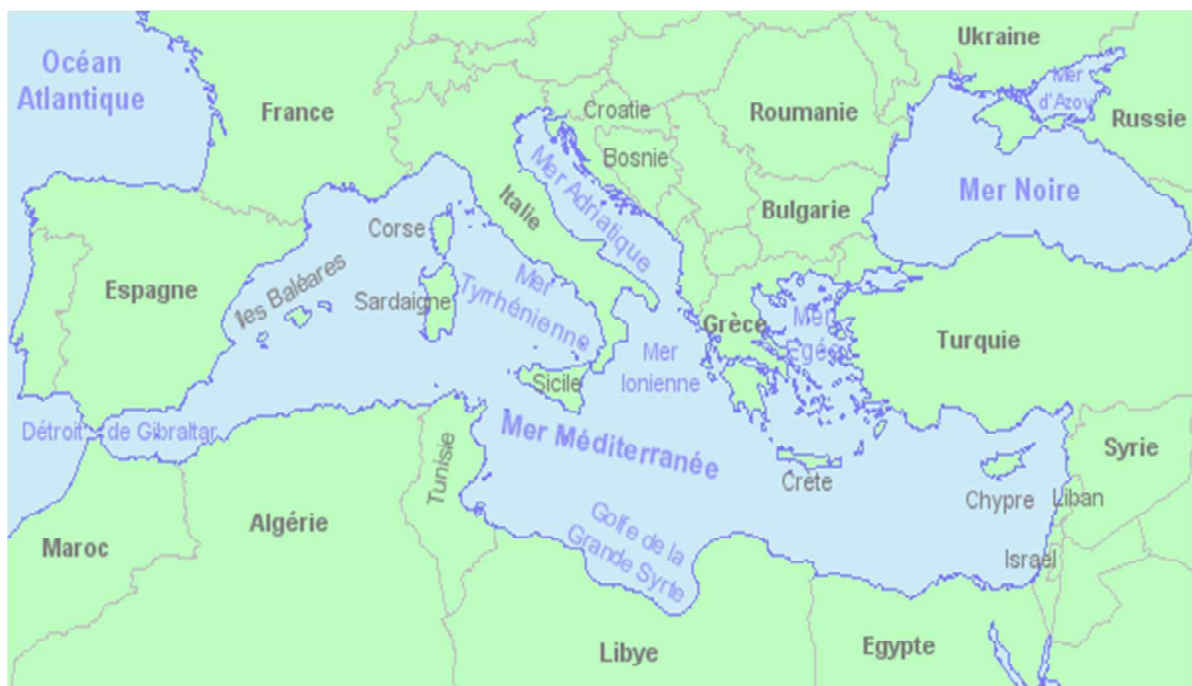 Océan
Atlantique
France
Ukraine
Mer
d'Azov
Russie
Croatie
Roumanie
Bosnie
Mer Noire
Bulgarie
Mer Adriatique
Italie
Corse
Espagne
Iles Baléares
Sardaigne
Mer
Tyrrhénienne
Grèce
Mer
Egée
Turquie
Mer
Ionienne
Sicile
Détroit de Gibraltar
Mer Méditerranée
Tunisie
Crète
Chypre
Syrie
Liban
Algérie
Maroc
Golfe de la
Grande Syrte
Israel
Libye
Egypte